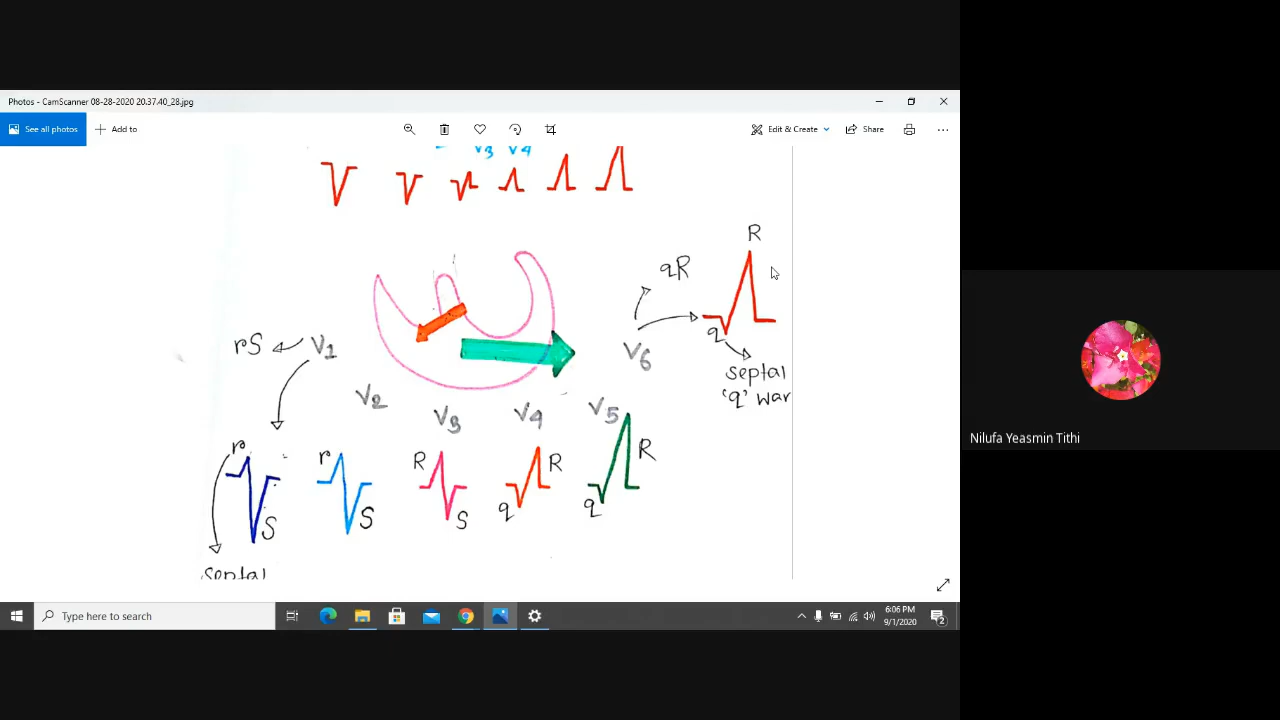 Photos - CamScanner 08-28-2020 20.37.40_28.jpg
See all photos
Add to
Edit & Create
Share
V3 V4
R
qR
q
septal
'q' war
rS
V1
V6
V2
V3
V4
V5
r
S
r
S
R
S
q
R
q
R
septal
Nilufa Yeasmin Tithi
Type here to search
6:06 PM
9/1/2020
2